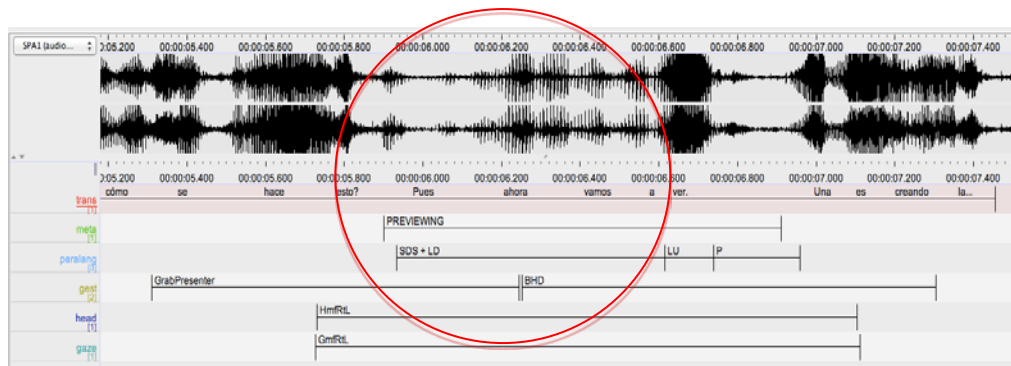 SPA1 (audio...
0:05.200 00:00:05.400 00:00:05.600 00:00:05.800 00:00:06.000 00:00:06.200 00:00:06.400 00:00:06.600 00:00:06.800 00:00:07.000 00:00:07.200 00:00:07.400
0:05.200 00:00:05.400 00:00:05.600 00:00:05.800 00:00:06.000 00:00:06.200 00:00:06.400 00:00:06.600 00:00:06.800 00:00:07.000 00:00:07.200 00:00:07.400
cómo se hace esto? Pues ahora vamos a ver. Una es creando la...
trans
[1]
PREVIEWING
meta
[1]
SDS + LD LU P
paralang
GrabPresenter BHD
gest
[2]
HmfRtL
head
[1]
GmfRtL
gaze
[1]